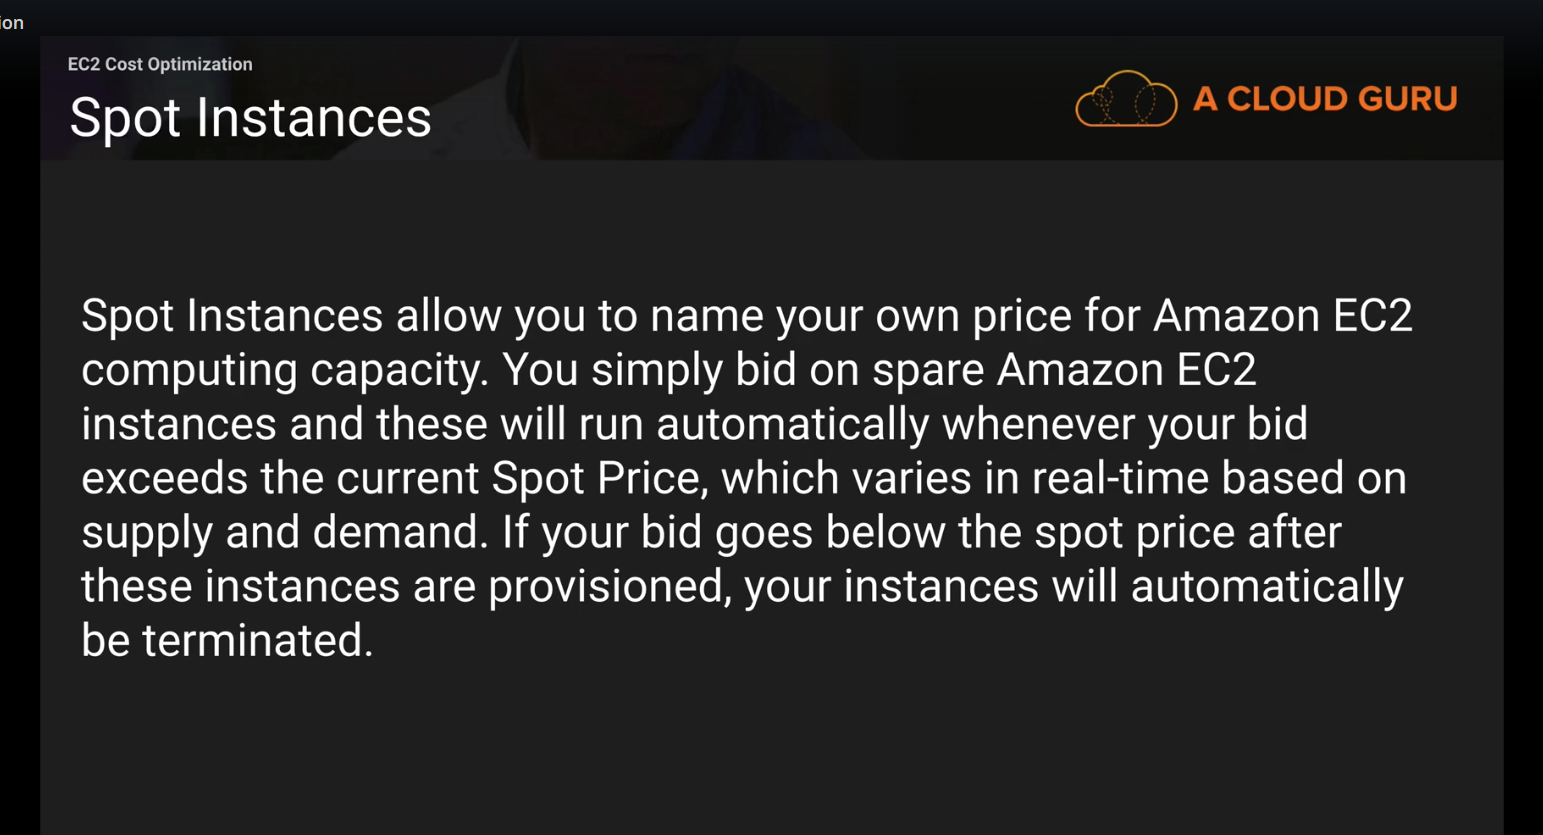 ion
EC2 Cost Optimization
Spot Instances
A CLOUD GURU
Spot Instances allow you to name your own price for Amazon EC2
computing capacity. You simply bid on spare Amazon EC2
instances and these will run automatically whenever your bid
exceeds the current Spot Price, which varies in real-time based on
supply and demand. If your bid goes below the spot price after
these instances are provisioned, your instances will automatically
be terminated.